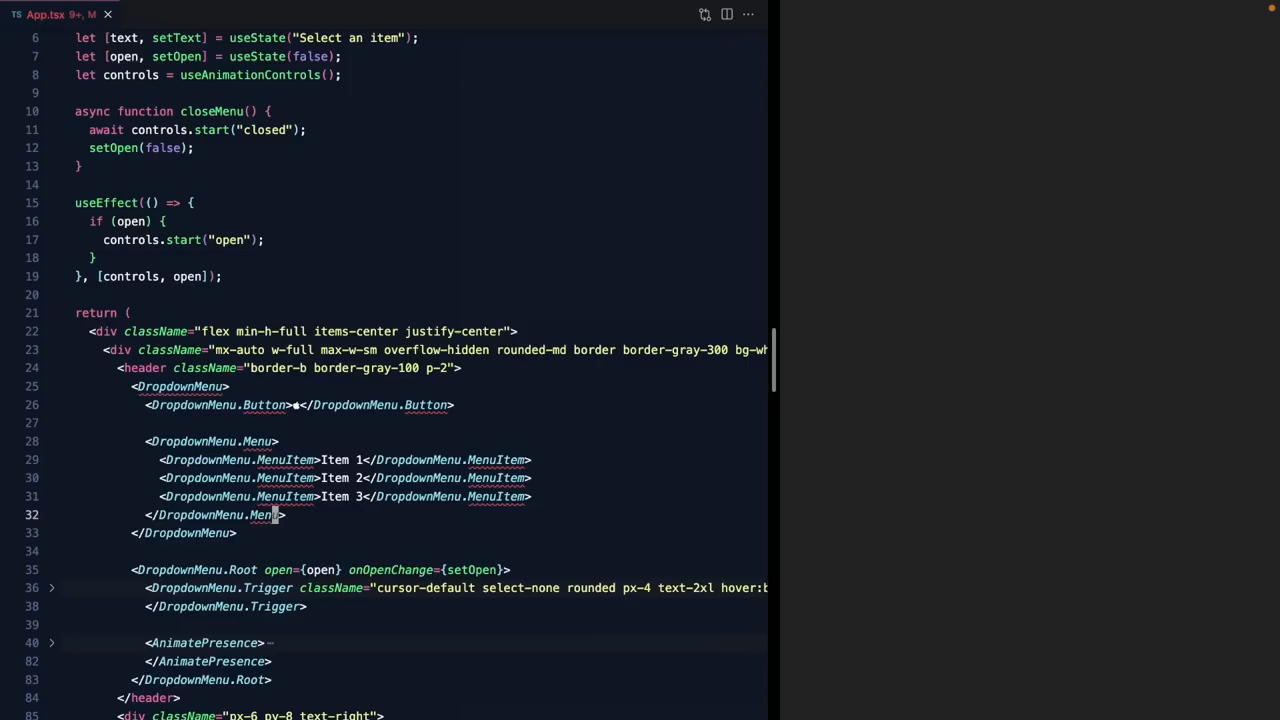 TS App.tsx 9+, M
6 let [text, setText] = useState("Select an item");
7 let [open, setOpen] = useState(false);
8 let controls = useAnimationControls();
9
10 async function closeMenu() {
11 await controls.start("closed");
12 setOpen(false);
13 }
14
15 useEffect(() => {
16 if (open) {
17 controls.start("open");
18 }
19 }, [controls, open]);
20
21 return (
22 <div className="flex min-h-full items-center justify-center">
23 <div className="mx-auto w-full max-w-sm overflow-hidden rounded-md border border-gray-300 bg-wh
24 <header className="border-b border-gray-100 p-2">
25 <DropdownMenu>
26 <DropdownMenu.Button></DropdownMenu.Button>
27
28 <DropdownMenu.Menu>
29 <DropdownMenu.MenuItem>Item 1</DropdownMenu.MenuItem>
30 <DropdownMenu.MenuItem>Item 2</DropdownMenu.MenuItem>
31 <DropdownMenu.MenuItem>Item 3</DropdownMenu.MenuItem>
32 </DropdownMenu.Menu>
33 </DropdownMenu>
34
35 <DropdownMenu.Root open={open} onOpenChange={setOpen}>
36 <DropdownMenu.Trigger className="cursor-default select-none rounded px-4 text-2xl hover:b
38 </DropdownMenu.Trigger>
39
40 <AnimatePresence>⋯
82 </AnimatePresence>
83 </DropdownMenu.Root>
84 </header>
85 <div className="px-6 py-8 text-right">